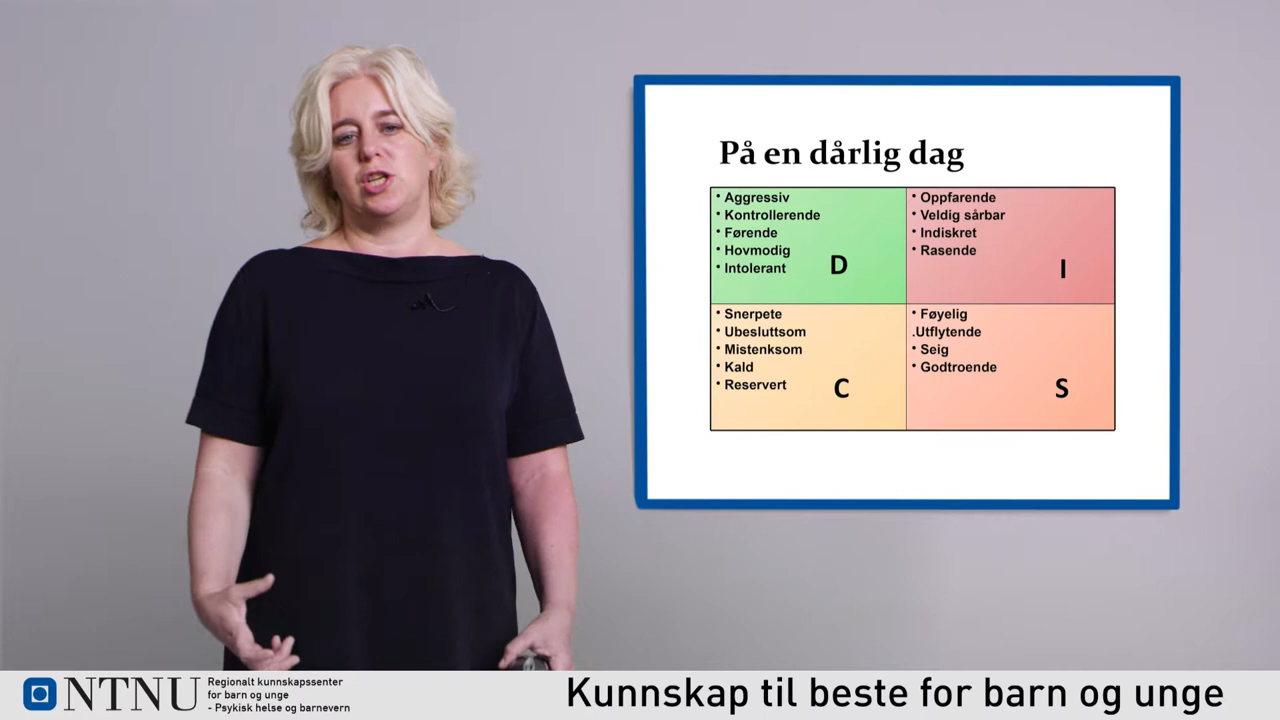 På en dårlig dag
• Aggressiv
• Kontrollerende
• Førende
• Hovmodig
• Intolerant
D
• Oppfarende
• Veldig sårbar
• Indiskret
• Rasende
I
• Snerpete
• Ubesluttsom
• Mistenksom
• Kald
• Reservert
C
• Føyelig
.Utflytende
• Seig
• Godtroende
S
NTNU
Regionalt kunnskapssenter
for barn og unge
- Psykisk helse og barnevern
Kunnskap til beste for barn og unge